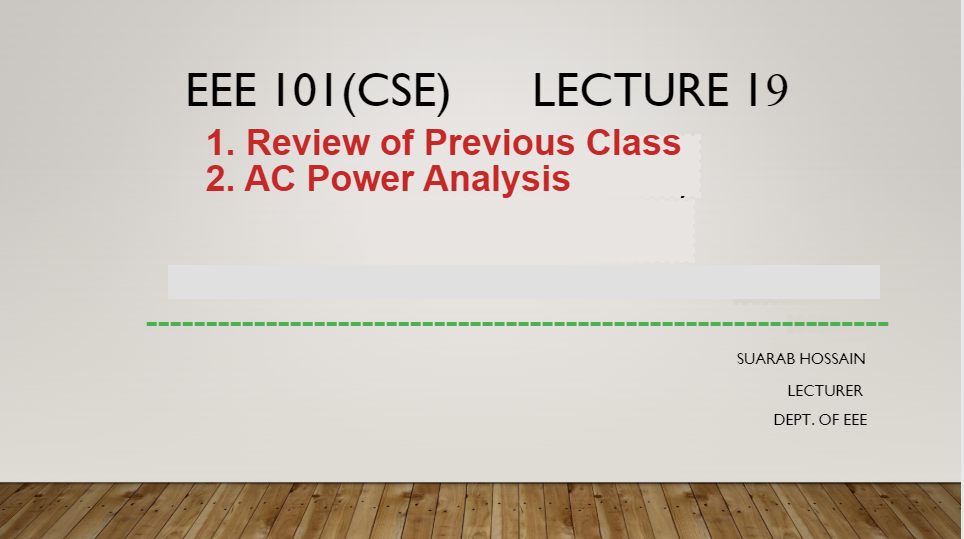 EEE 101(CSE) LECTURE 19
1. Review of Previous Class
2. AC Power Analysis
SUARAB HOSSAIN
LECTURER
DEPT. OF EEE